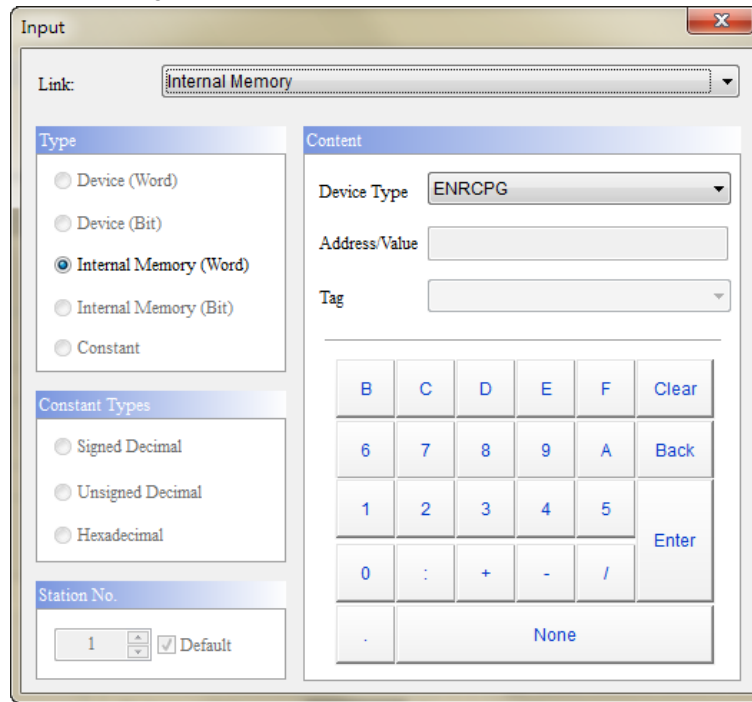 Input
Link:
Internal Memory
Type
Device (Word)
Device (Bit)
Internal Memory (Word)
Internal Memory (Bit)
Constant
Constant Types
Signed Decimal
Unsigned Decimal
Hexadecimal
Station No.
1 Default
Content
Device Type ENRCPG
Address/Value
Tag
B C D E F Clear
6 7 8 9 A Back
1 2 3 4 5 Enter
0 : + - /
. None